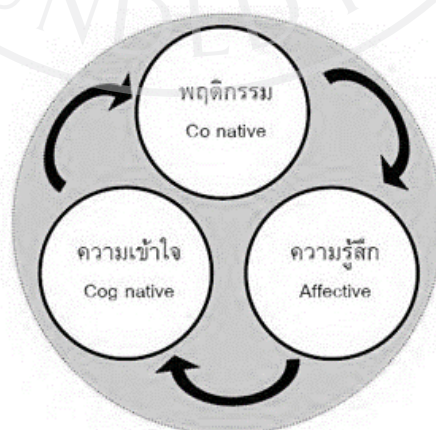 พฤติกรรม
Co native
ความเข้าใจ
Cog native
ความรู้สึก
Affective